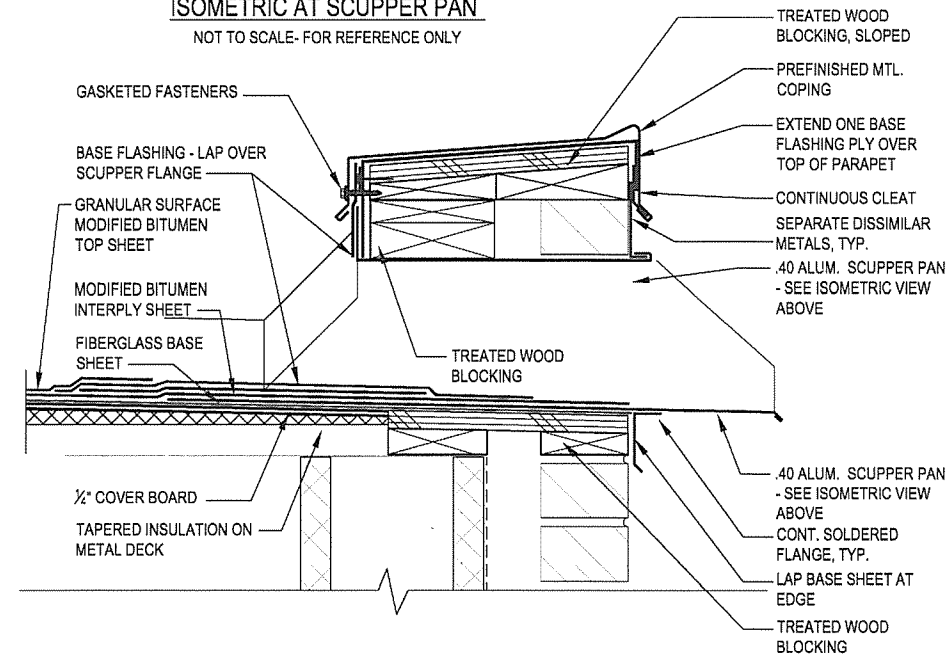 ISOMETRIC AT SCUPPER PAN
NOT TO SCALE- FOR REFERENCE ONLY
GASKETED FASTENERS
BASE FLASHING - LAP OVER
SCUPPER FLANGE
GRANULAR SURFACE
MODIFIED BITUMEN
TOP SHEET
MODIFIED BITUMEN
INTERPLY SHEET
FIBERGLASS BASE
SHEET
TREATED WOOD
BLOCKING
½" COVER BOARD
TAPERED INSULATION ON
METAL DECK
TREATED WOOD
BLOCKING, SLOPED
PREFINISHED MTL.
COPING
EXTEND ONE BASE
FLASHING PLY OVER
TOP OF PARAPET
CONTINUOUS CLEAT
SEPARATE DISSIMILAR
METALS, TYP.
.40 ALUM. SCUPPER PAN
- SEE ISOMETRIC VIEW
ABOVE
.40 ALUM. SCUPPER PAN
- SEE ISOMETRIC VIEW
ABOVE
CONT. SOLDERED
FLANGE, TYP.
LAP BASE SHEET AT
EDGE
TREATED WOOD
BLOCKING